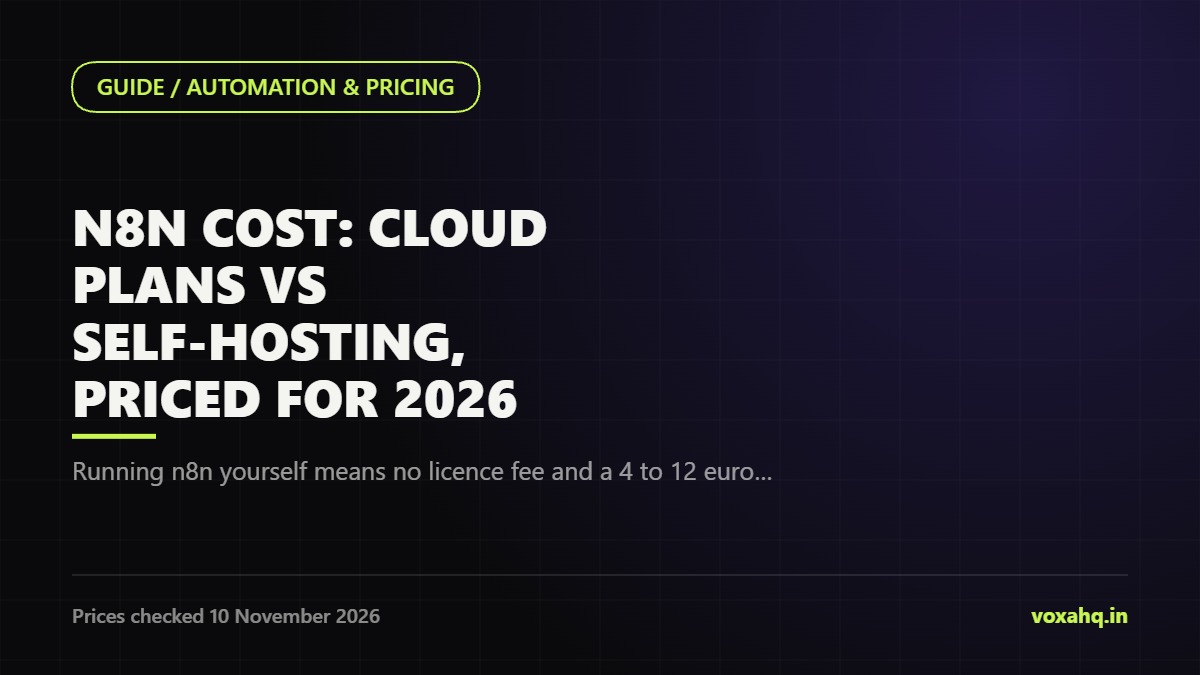 GUIDE / AUTOMATION & PRICING
N8N COST: CLOUD
PLANS VS
SELF-HOSTING,
PRICED FOR 2026
Running n8n yourself means no licence fee and a 4 to 12 euro...
Prices checked 10 November 2026
voxahq.in